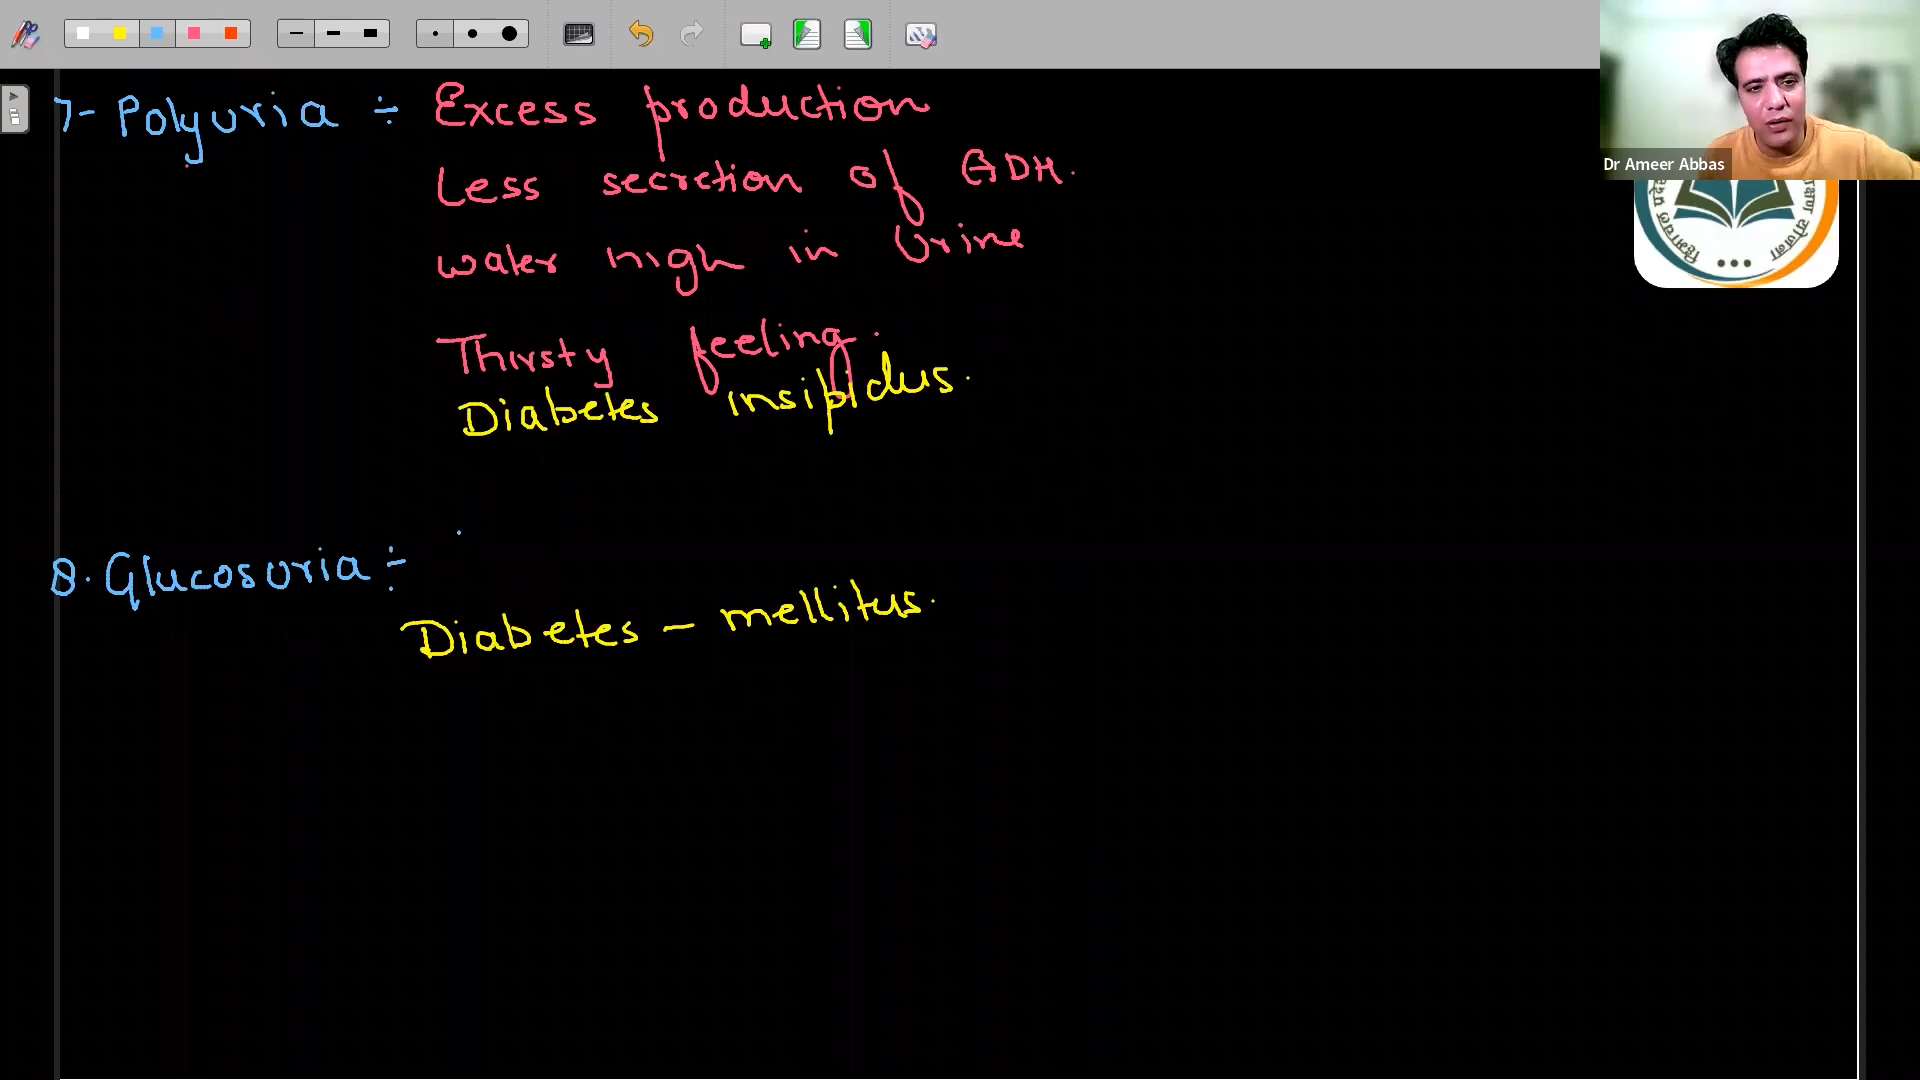 7- Polyuria ÷ Excess production
Less secretion of ADH.
water high in Urine
Thirsty feeling.
Diabetes insipidus.
8. Glucosuria ÷
Diabetes - mellitus.
Dr Ameer Abbas